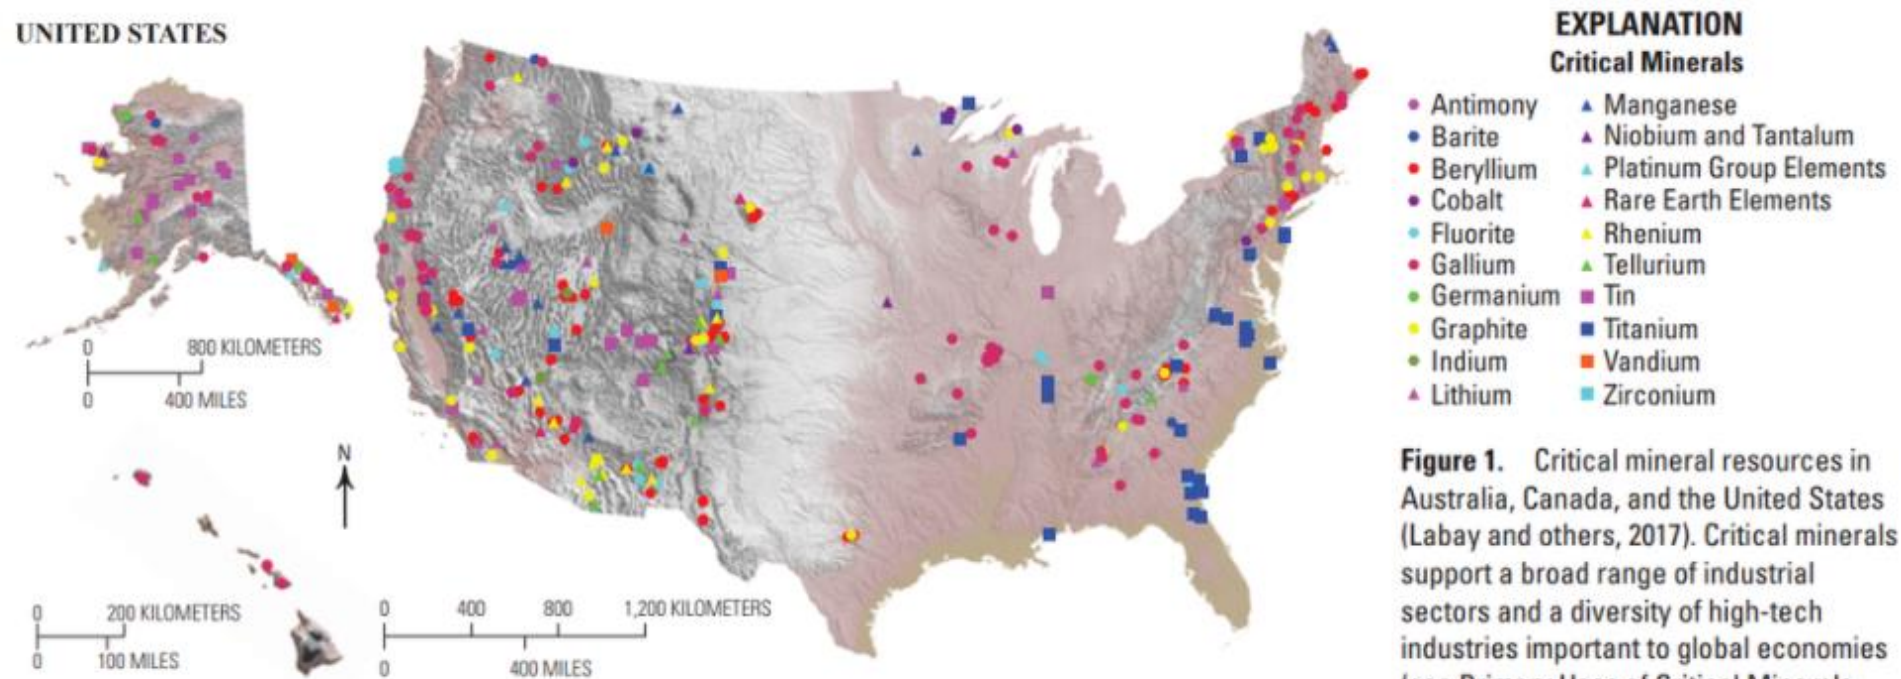 UNITED STATES
0 800 KILOMETERS
0 400 MILES
N
0 200 KILOMETERS
0 100 MILES
0 400 800 1,200 KILOMETERS
0 400 MILES
EXPLANATION
Critical Minerals
Antimony
Barite
Beryllium
Cobalt
Fluorite
Gallium
Germanium
Graphite
Indium
Lithium
Manganese
Niobium and Tantalum
Platinum Group Elements
Rare Earth Elements
Rhenium
Tellurium
Tin
Titanium
Vandium
Zirconium
Figure 1. Critical mineral resources in
Australia, Canada, and the United States
(Labay and others, 2017). Critical minerals
support a broad range of industrial
sectors and a diversity of high-tech
industries important to global economies